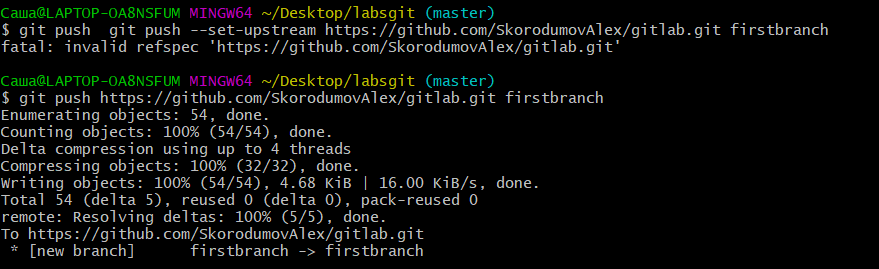 Саша@LAPTOP-OA8NSFUM MINGW64 ~/Desktop/labsgit (master)
$ git push  git push --set-upstream https://github.com/SkorodumovAlex/gitlab.git firstbranch
fatal: invalid refspec 'https://github.com/SkorodumovAlex/gitlab.git'

Саша@LAPTOP-OA8NSFUM MINGW64 ~/Desktop/labsgit (master)
$ git push https://github.com/SkorodumovAlex/gitlab.git firstbranch
Enumerating objects: 54, done.
Counting objects: 100% (54/54), done.
Delta compression using up to 4 threads
Compressing objects: 100% (32/32), done.
Writing objects: 100% (54/54), 4.68 KiB | 16.00 KiB/s, done.
Total 54 (delta 5), reused 0 (delta 0), pack-reused 0
remote: Resolving deltas: 100% (5/5), done.
To https://github.com/SkorodumovAlex/gitlab.git
 * [new branch]      firstbranch -> firstbranch